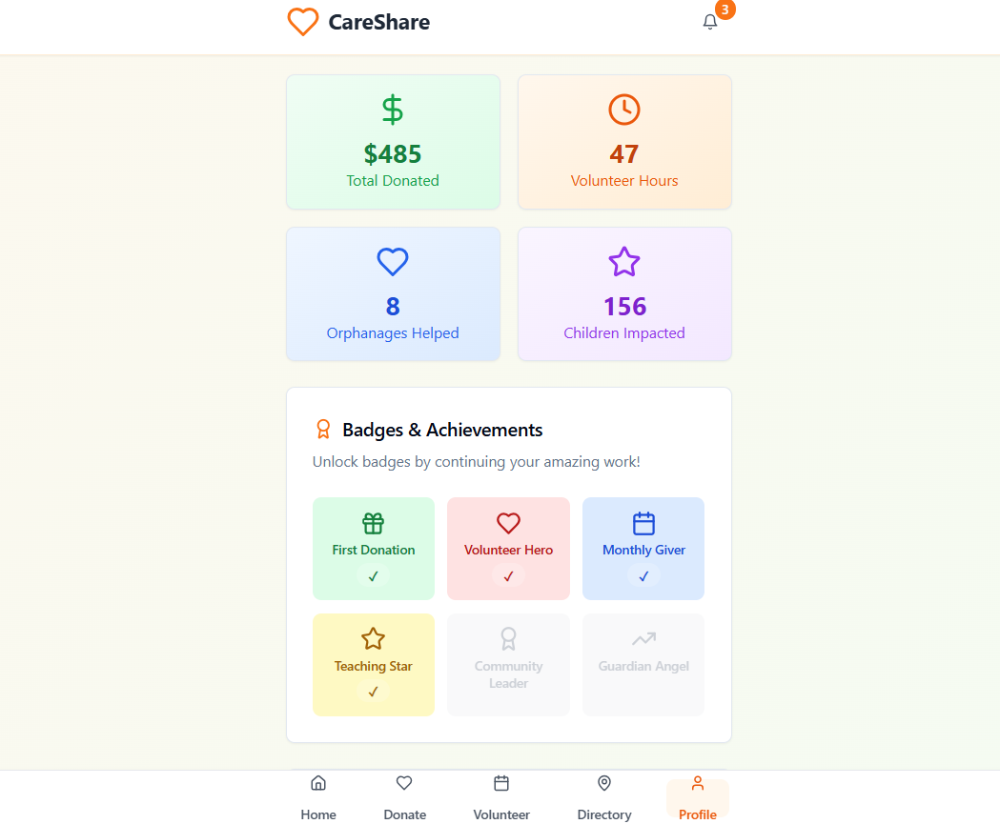 CareShare
3
$485
Total Donated
47
Volunteer Hours
8
Orphanages Helped
156
Children Impacted
Badges & Achievements
Unlock badges by continuing your amazing work!
First Donation
✓
Volunteer Hero
✓
Monthly Giver
✓
Teaching Star
✓
Community
Leader
Guardian Angel
Home
Donate
Volunteer
Directory
Profile